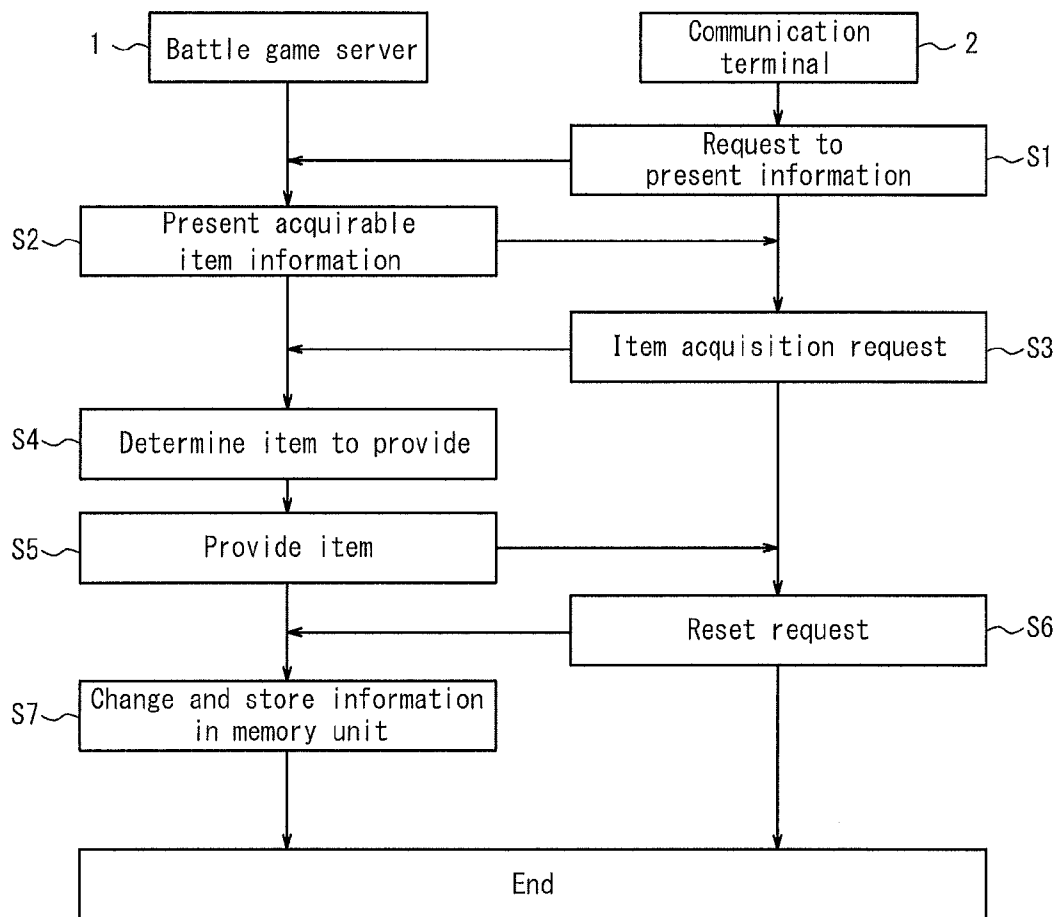 1
Battle game server
Communication
terminal
2
Request to
present information
S1
S2
Present acquirable
item information
Item acquisition request
S3
S4
Determine item to provide
S5
Provide item
Reset request
S6
S7
Change and store information
in memory unit
End